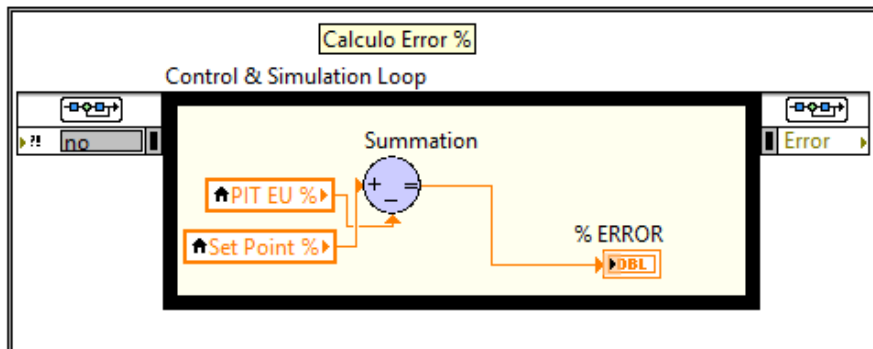 Calculo Error %
Control & Simulation Loop
?! no
Error
Summation
+ - =
PIT EU %
Set Point %
% ERROR
DBL